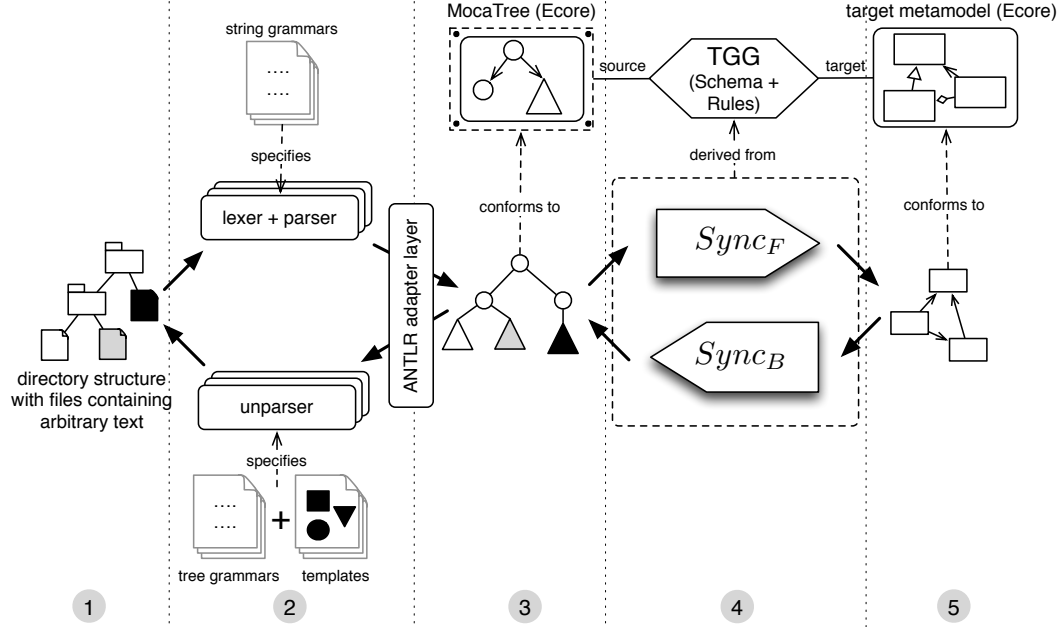 MocaTree (Ecore)
target metamodel (Ecore)
string grammars
....
....
source
TGG
(Schema +
Rules)
target
specifies
derived from
lexer + parser
conforms to
conforms to
ANTLR adapter layer
Sync_F
Sync_B
directory structure
with files containing
arbitrary text
unparser
specifies
....
....
+
tree grammars
templates
1
2
3
4
5